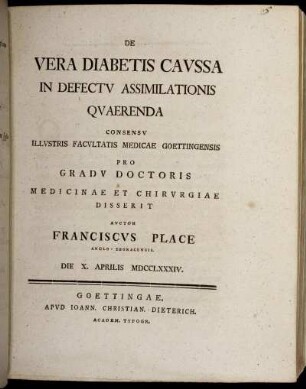 DE
VERA DIABETIS CAVSSA
IN DEFECTV ASSIMILATIONIS
QVAERENDA
CONSENSV
ILLVSTRIS FACVLTATIS MEDICAE GOETTINGENSIS
PRO
GRADV DOCTORIS
MEDICINAE ET CHIRVRGIAE
DISSERIT
AVCTOR
FRANCISCVS PLACE
DIE X. APRILIS MDCCLXXXIV.
GOETTINGAE,
APVD IOANN. CHRISTIAN. DIETERICH.
ACADEM. TYPOGR.